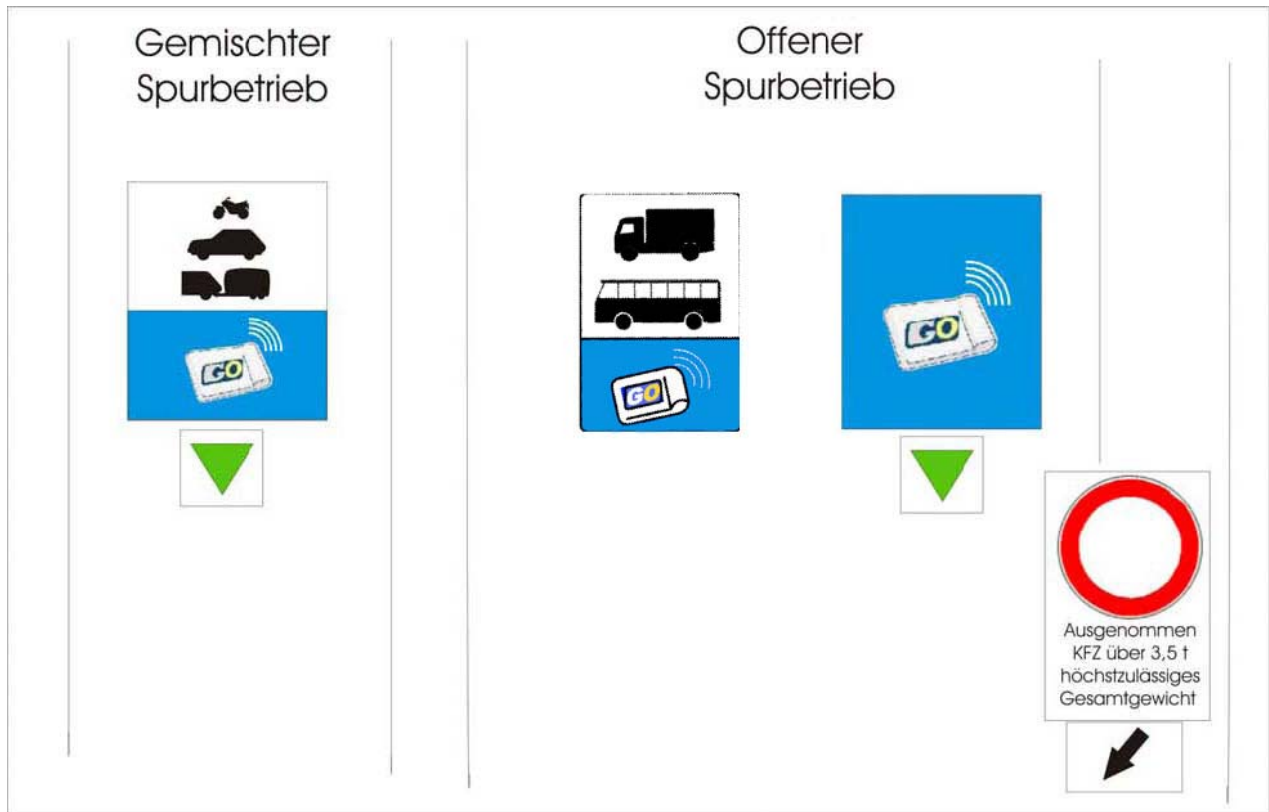 Gemischter
Spurbetrieb
GO
Offener
Spurbetrieb
GO
GO
Ausgenommen
KFZ über 3,5 t
höchstzulässiges
Gesamtgewicht